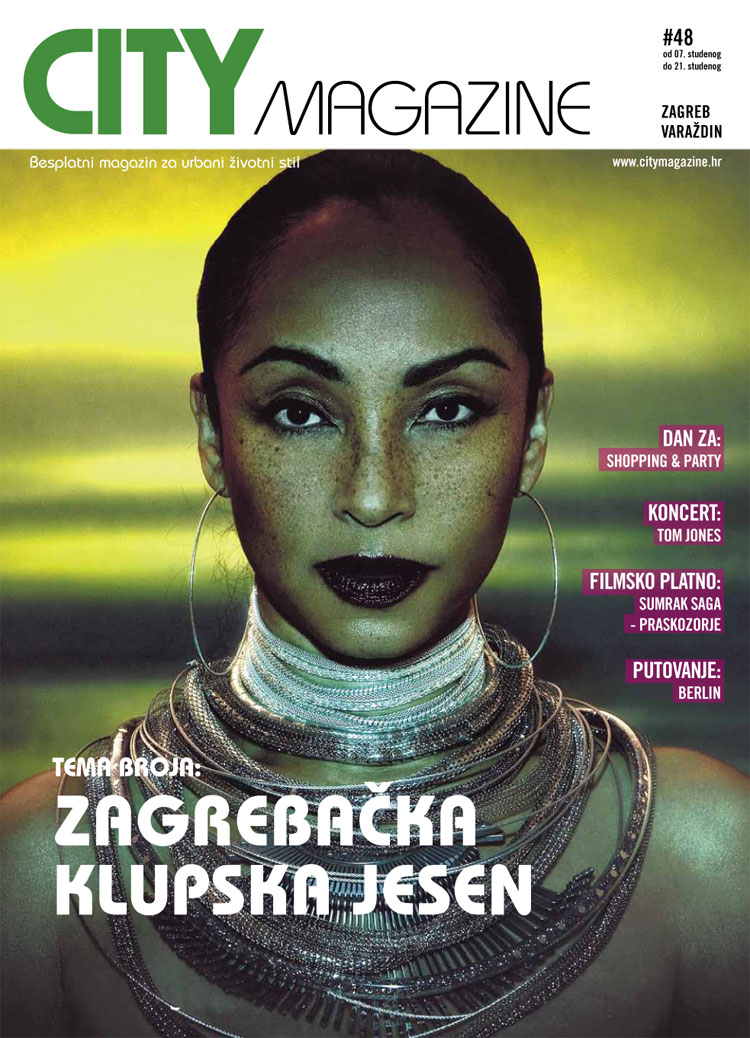 CITY MAGAZINE
#48
od 07. studenog
do 21. studenog
ZAGREB
VARAŽDIN
Besplatni magazin za urbani životni stil
www.citymagazine.hr
DAN ZA:
SHOPPING & PARTY
KONCERT:
TOM JONES
FILMSKO PLATNO:
SUMRAK SAGA
- PRASKOZORJE
PUTOVANJE:
BERLIN
TEMA BROJA:
ZAGREBAČKA
KLUPSKA JESEN